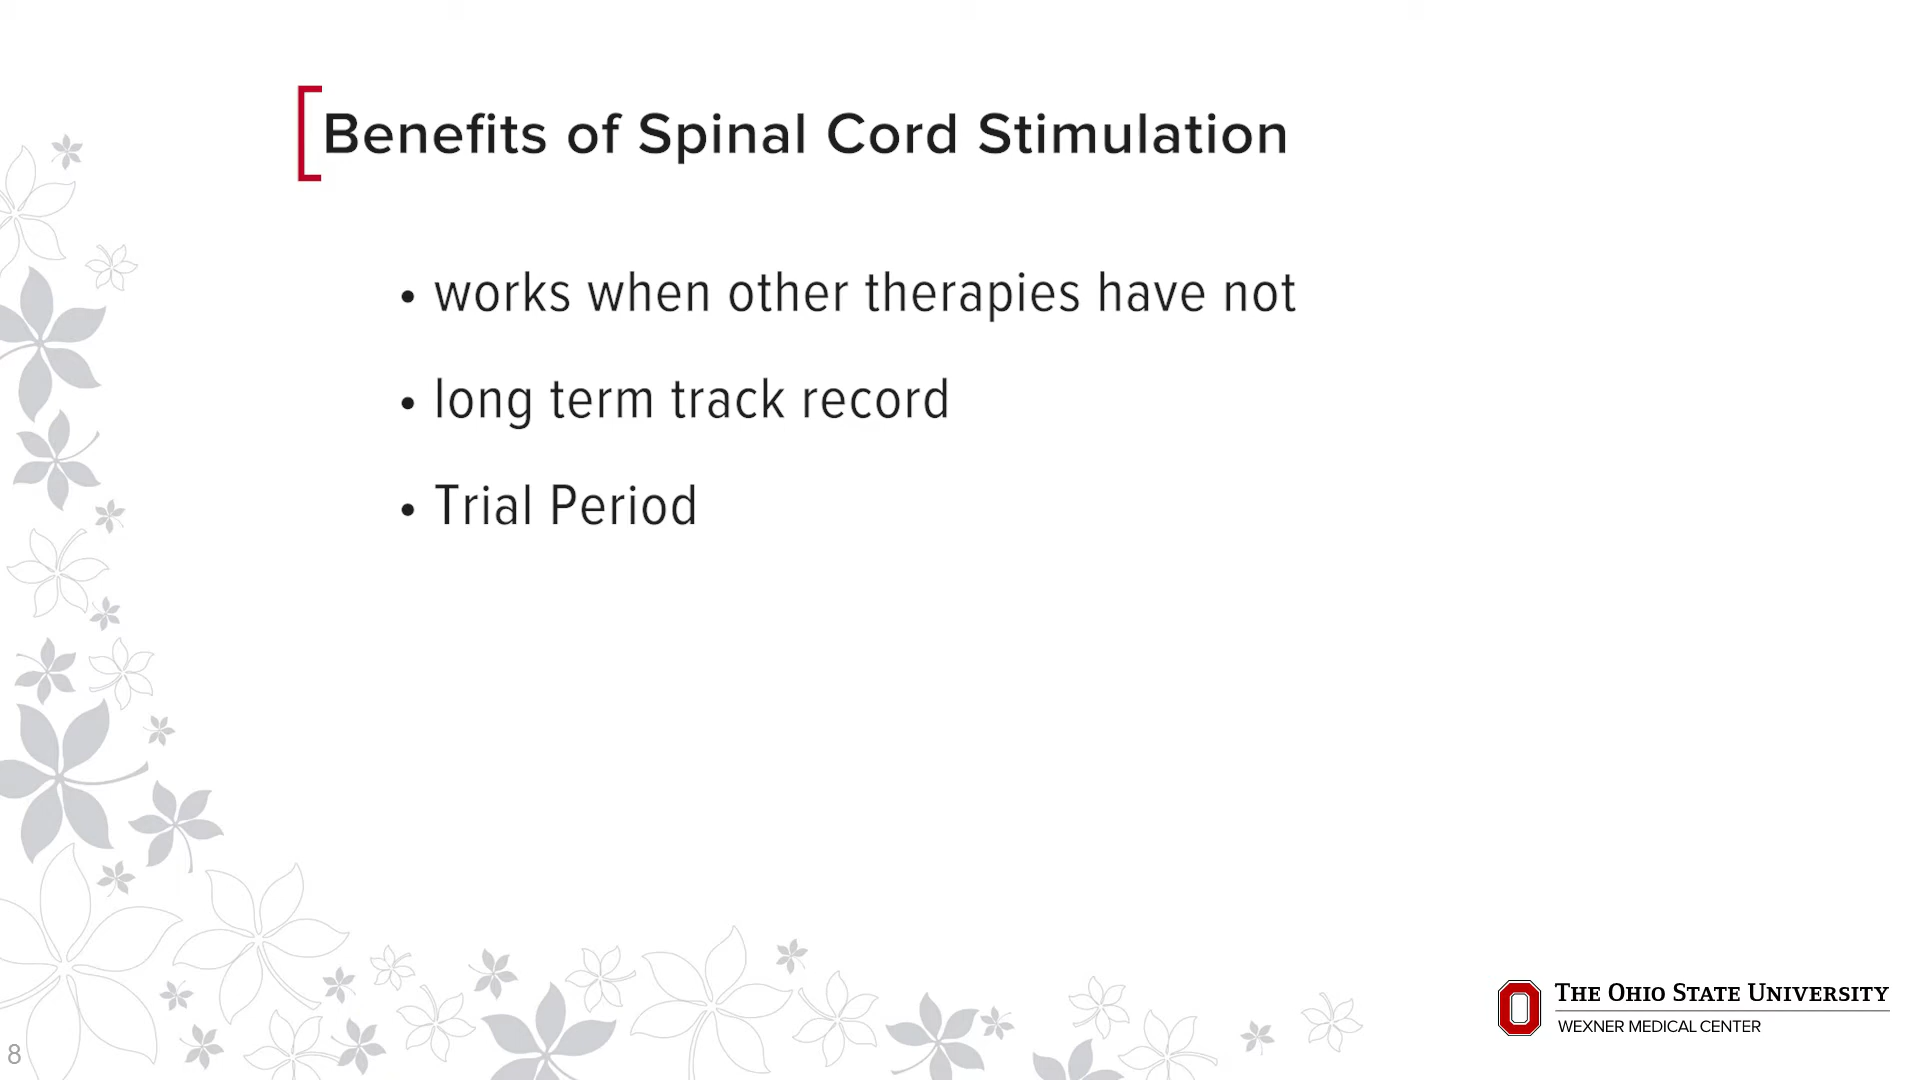 Benefits of Spinal Cord Stimulation
• works when other therapies have not
• long term track record
• Trial Period
THE OHIO STATE UNIVERSITY
WEXNER MEDICAL CENTER
8